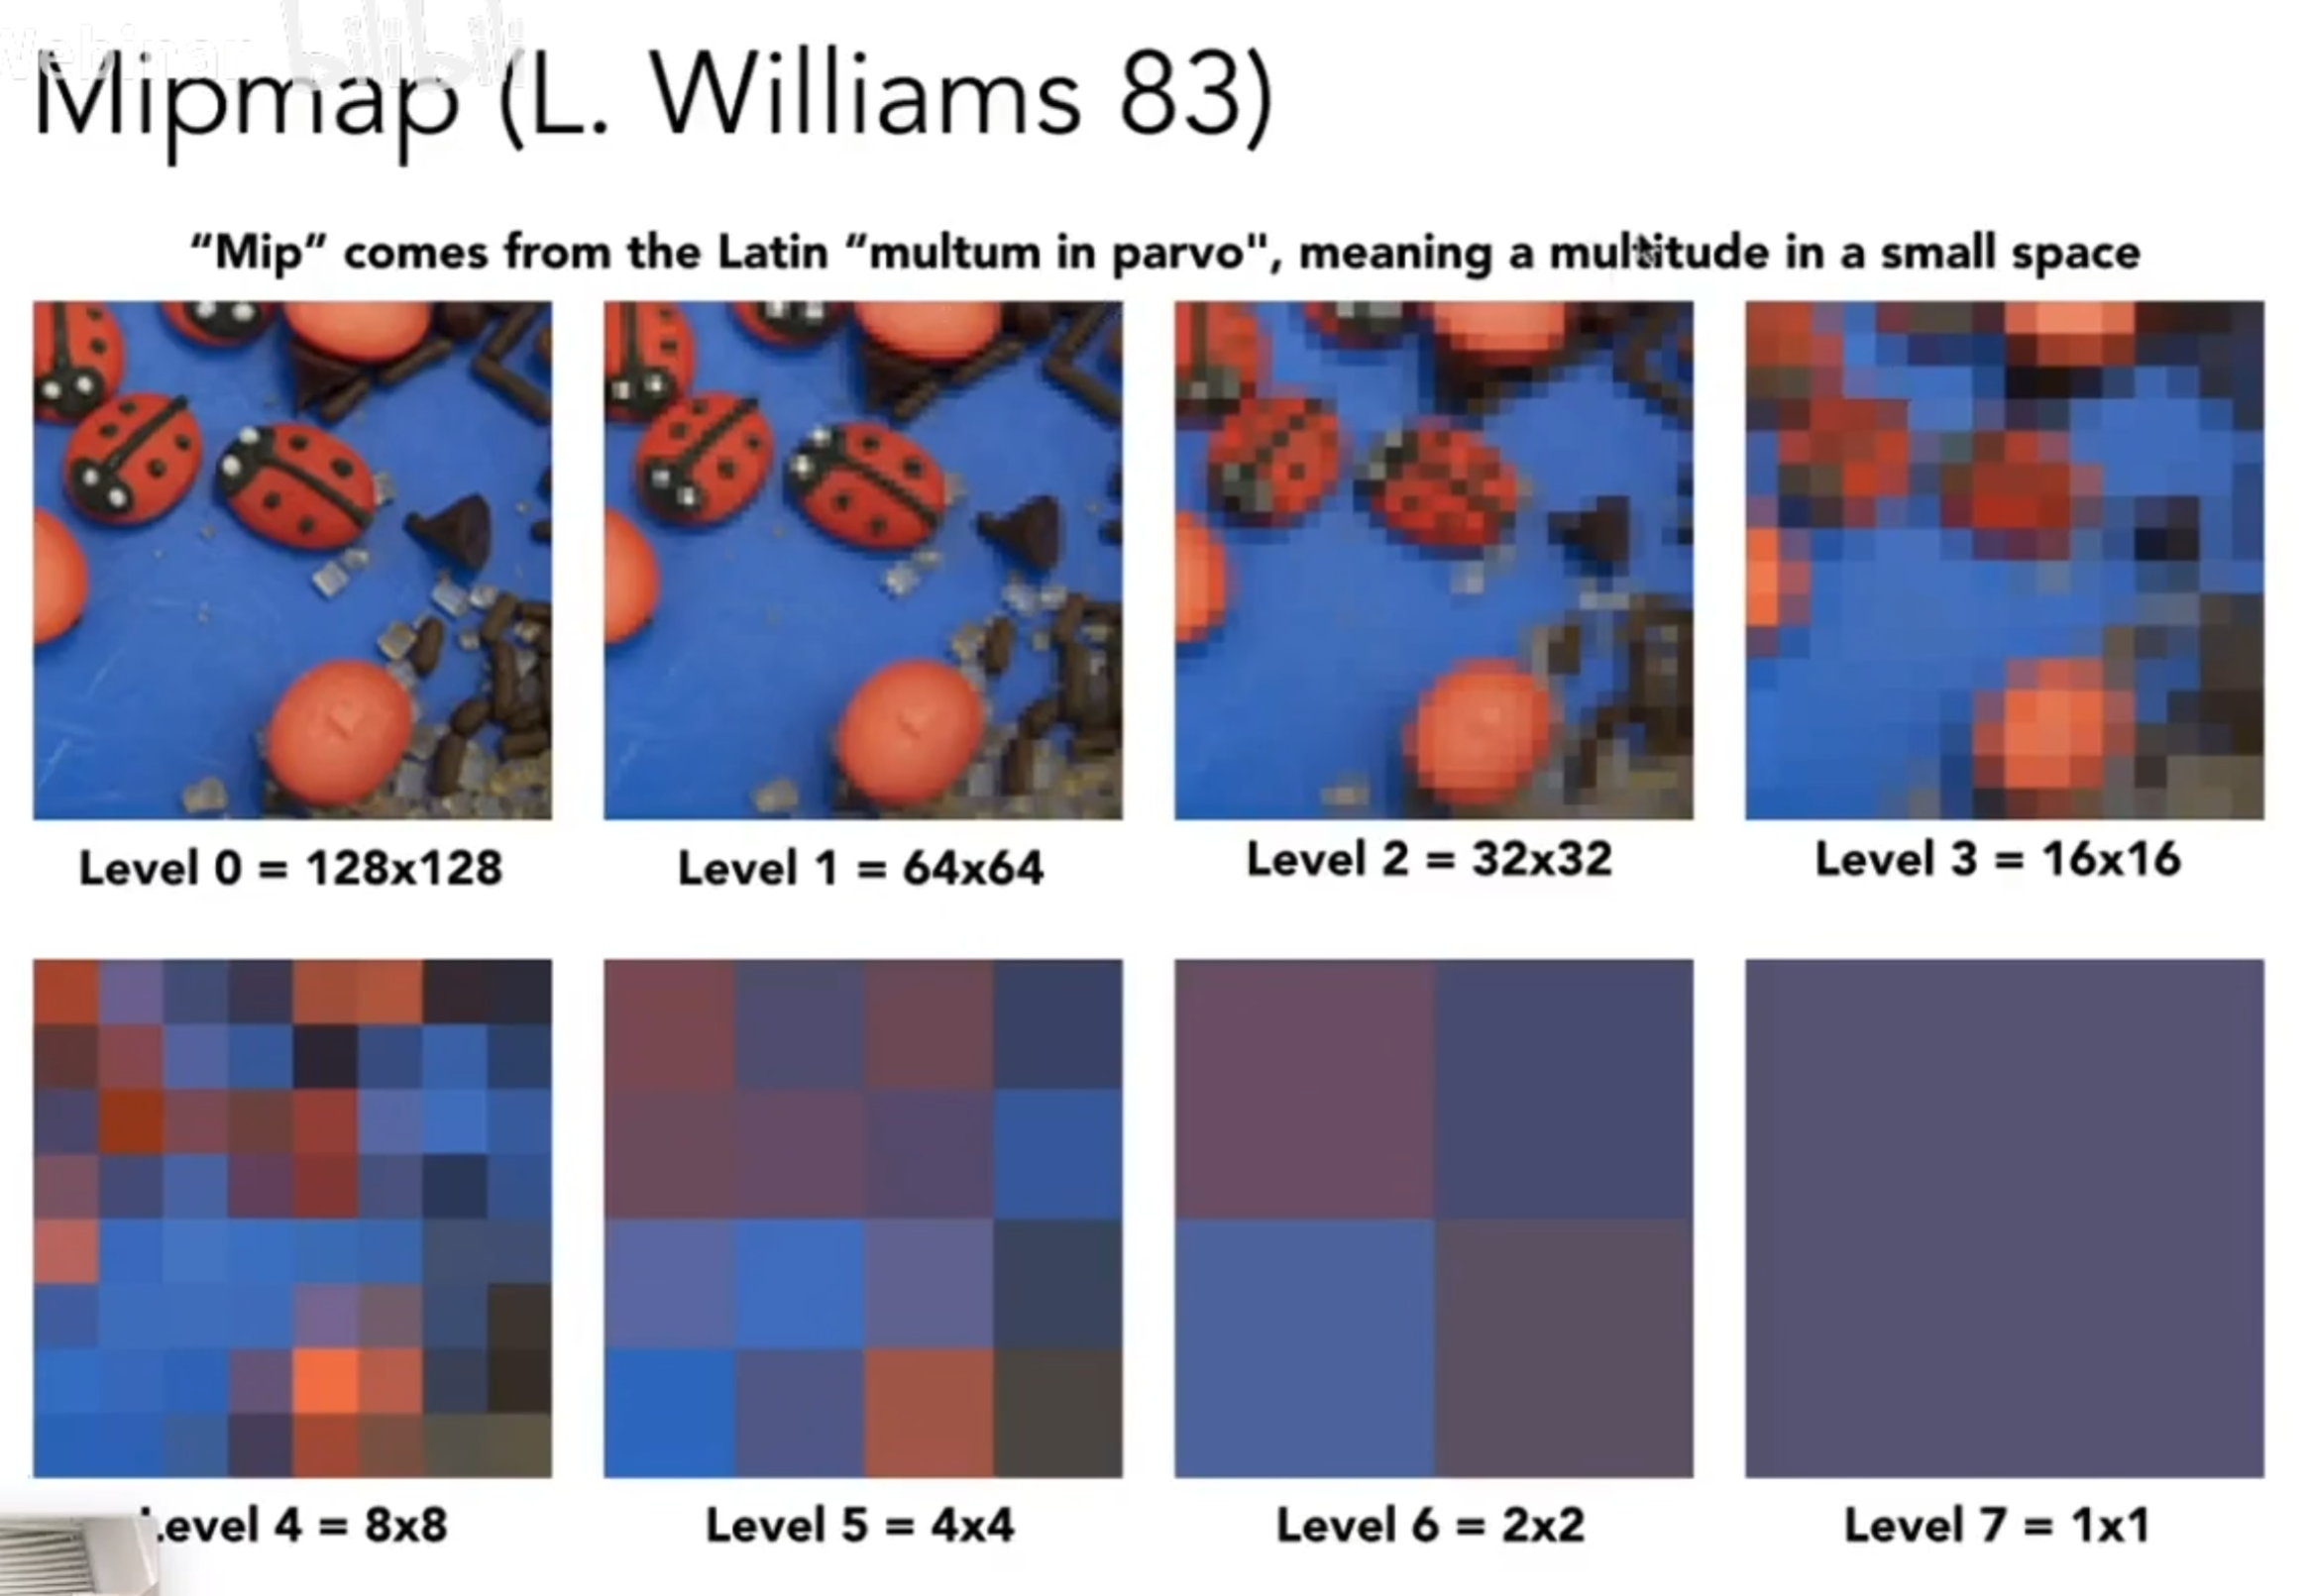 Webinar bilibili
Mipmap (L. Williams 83)
“Mip” comes from the Latin “multum in parvo", meaning a multitude in a small space
Level 0 = 128x128
Level 1 = 64x64
Level 2 = 32x32
Level 3 = 16x16
Level 4 = 8x8
Level 5 = 4x4
Level 6 = 2x2
Level 7 = 1x1